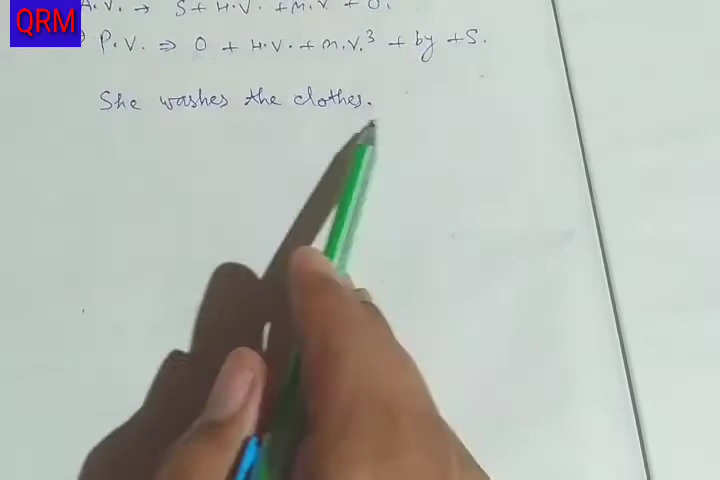 QRM
A.V. → S + H.V. + m.V + O.
P.V. ⇒ O + H.V. + m.V.³ + by + S.
She washes the clothes.